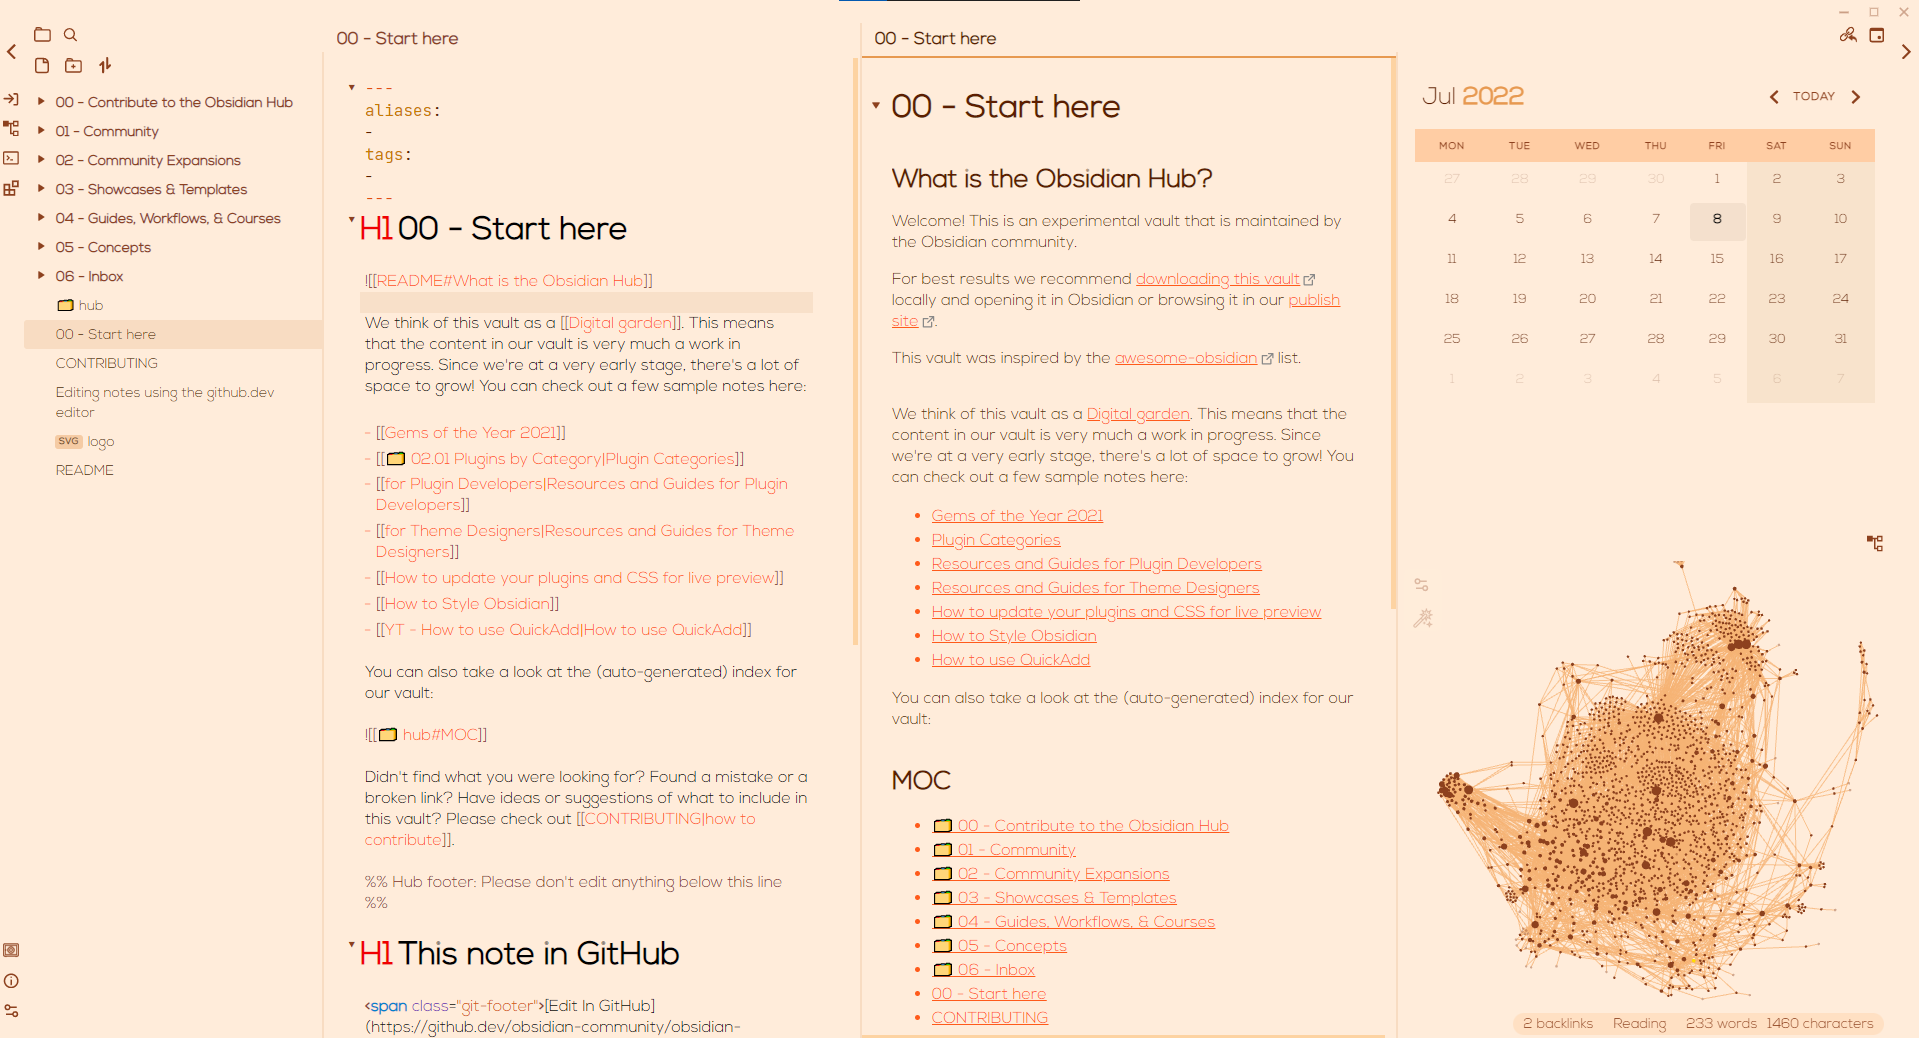 00 - Contribute to the Obsidian Hub
01 - Community
02 - Community Expansions
03 - Showcases & Templates
04 - Guides, Workflows, & Courses
05 - Concepts
06 - Inbox
hub
00 - Start here
CONTRIBUTING
Editing notes using the github.dev
editor
SVG logo
README
00 - Start here
---
aliases:
-
tags:
-
---
H1 00 - Start here
![[README#What is the Obsidian Hub]]
We think of this vault as a [[Digital garden]]. This means
that the content in our vault is very much a work in
progress. Since we're at a very early stage, there's a lot of
space to grow! You can check out a few sample notes here:
- [[Gems of the Year 2021]]
- [[🗂️ 02.01 Plugins by Category|Plugin Categories]]
- [[for Plugin Developers|Resources and Guides for Plugin
Developers]]
- [[for Theme Designers|Resources and Guides for Theme
Designers]]
- [[How to update your plugins and CSS for live preview]]
- [[How to Style Obsidian]]
- [[YT - How to use QuickAdd|How to use QuickAdd]]
You can also take a look at the (auto-generated) index for
our vault:
![[🗂️ hub#MOC]]
Didn't find what you were looking for? Found a mistake or a
broken link? Have ideas or suggestions of what to include in
this vault? Please check out [[CONTRIBUTING|how to
contribute]].
%% Hub footer: Please don't edit anything below this line
%%
H1 This note in GitHub
<span class="git-footer">[Edit In GitHub]
(https://github.dev/obsidian-community/obsidian-
00 - Start here
00 - Start here
What is the Obsidian Hub?
Welcome! This is an experimental vault that is maintained by
the Obsidian community.
For best results we recommend downloading this vault
locally and opening it in Obsidian or browsing it in our publish
site.
This vault was inspired by the awesome-obsidian list.
We think of this vault as a Digital garden. This means that the
content in our vault is very much a work in progress. Since
we're at a very early stage, there's a lot of space to grow! You
can check out a few sample notes here:
• Gems of the Year 2021
• Plugin Categories
• Resources and Guides for Plugin Developers
• Resources and Guides for Theme Designers
• How to update your plugins and CSS for live preview
• How to Style Obsidian
• How to use QuickAdd
You can also take a look at the (auto-generated) index for our
vault:
MOC
• 🗂️ 00 - Contribute to the Obsidian Hub
• 🗂️ 01 - Community
• 🗂️ 02 - Community Expansions
• 🗂️ 03 - Showcases & Templates
• 🗂️ 04 - Guides, Workflows, & Courses
• 🗂️ 05 - Concepts
• 🗂️ 06 - Inbox
• 00 - Start here
• CONTRIBUTING
Jul 2022 TODAY
MON TUE WED THU FRI SAT SUN
27 28 29 30 1 2 3
4 5 6 7 8 9 10
11 12 13 14 15 16 17
18 19 20 21 22 23 24
25 26 27 28 29 30 31
1 2 3 4 5 6 7
2 backlinks Reading 233 words 1460 characters